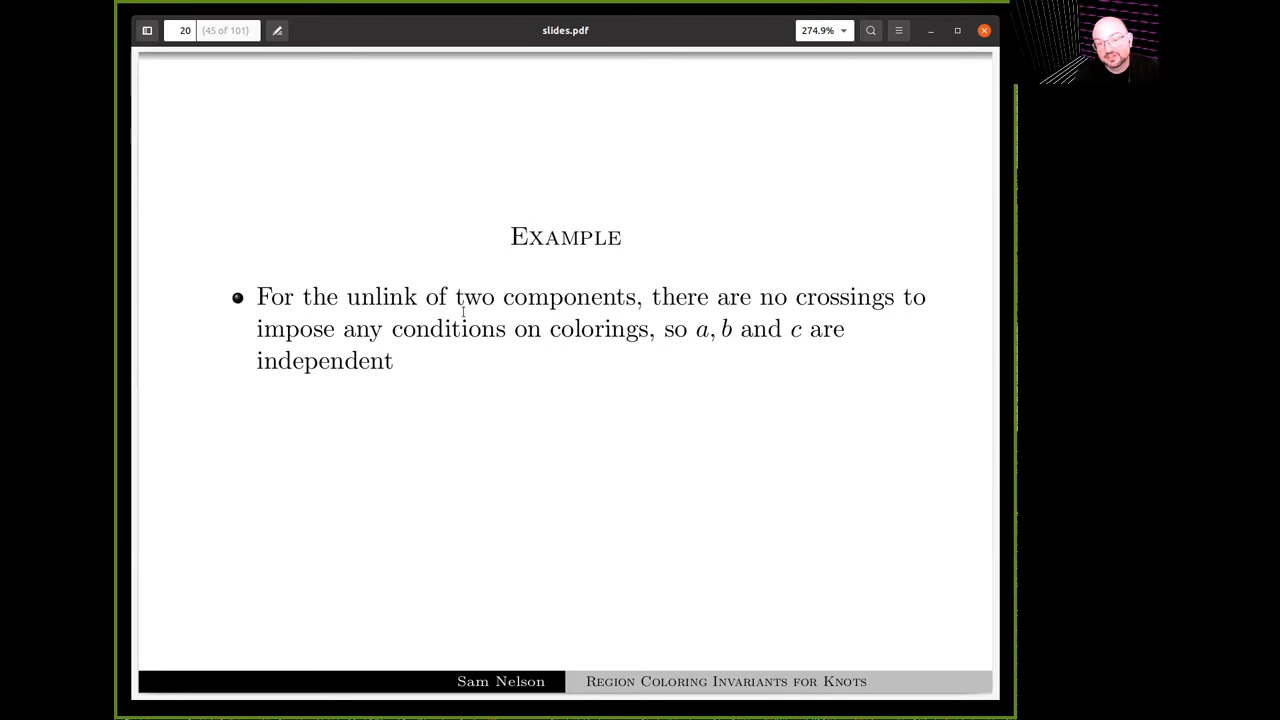 20 (45 of 101) slides.pdf 274.9%
Example
For the unlink of two components, there are no crossings to
impose any conditions on colorings, so a, b and c are
independent
Sam Nelson Region Coloring Invariants for Knots